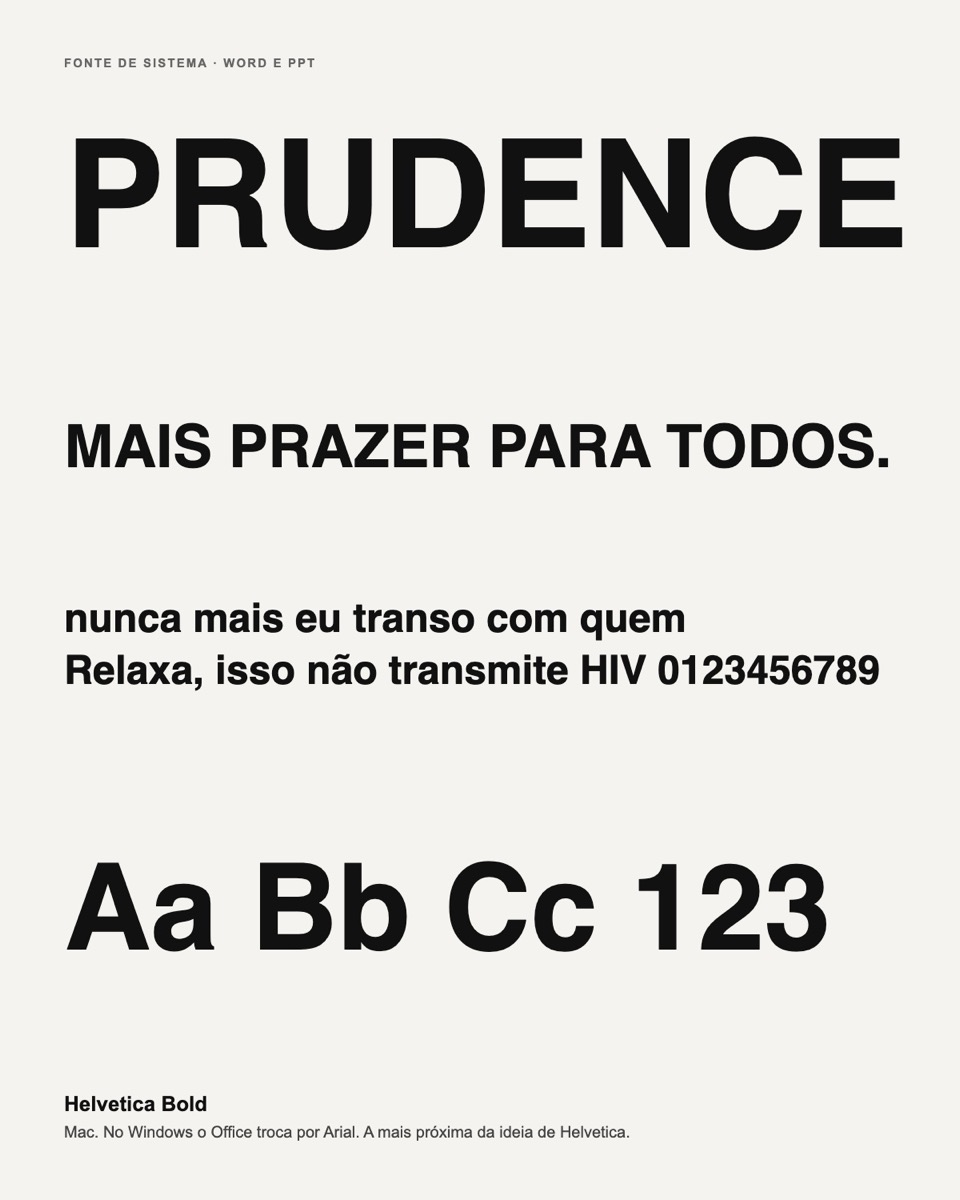 FONTE DE SISTEMA · WORD E PPT
PRUDENCE
MAIS PRAZER PARA TODOS.
nunca mais eu transo com quem
Relaxa, isso não transmite HIV 0123456789
Aa Bb Cc 123
Helvetica Bold
Mac. No Windows o Office troca por Arial. A mais próxima da ideia de Helvetica.